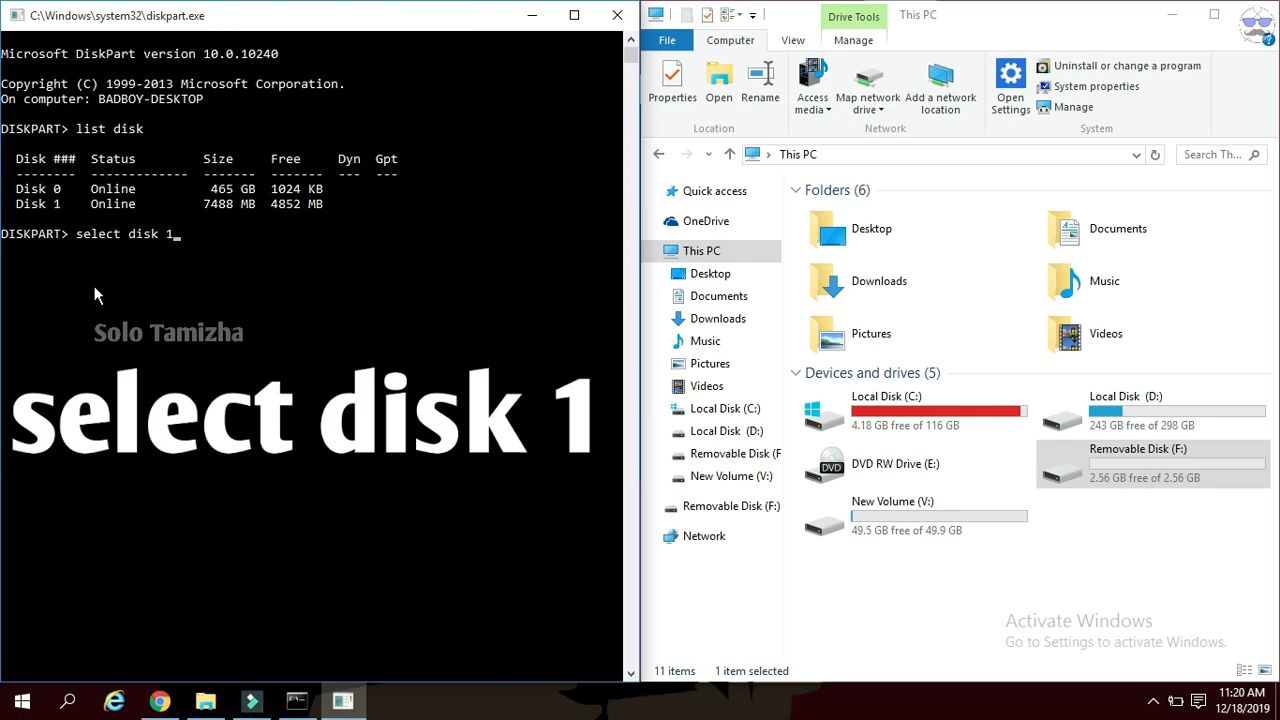 C:\Windows\system32\diskpart.exe
Microsoft DiskPart version 10.0.10240
Copyright (C) 1999-2013 Microsoft Corporation.
On computer: BADBOY-DESKTOP
DISKPART> list disk
Disk ### Status Size Free Dyn Gpt
-------- ------------- ------- ------- --- ---
Disk 0 Online 465 GB 1024 KB
Disk 1 Online 7488 MB 4852 MB
DISKPART> select disk 1_
Solo Tamizha
select disk 1
Drive Tools
This PC
File
Computer
View
Manage
Properties
Open
Rename
Access media
Map network drive
Add a network location
Open Settings
Uninstall or change a program
System properties
Manage
Location
Network
System
This PC
Search Th...
Quick access
OneDrive
This PC
Desktop
Documents
Downloads
Music
Pictures
Videos
Local Disk (C:)
Local Disk (D:)
Removable Disk (F
New Volume (V:)
Removable Disk (F:)
Network
Folders (6)
Desktop
Documents
Downloads
Music
Pictures
Videos
Devices and drives (5)
Local Disk (C:)
4.18 GB free of 116 GB
Local Disk (D:)
243 GB free of 298 GB
DVD
DVD RW Drive (E:)
Removable Disk (F:)
2.56 GB free of 2.56 GB
New Volume (V:)
49.5 GB free of 49.9 GB
Activate Windows
Go to Settings to activate Windows.
11 items
1 item selected
11:20 AM
12/18/2019